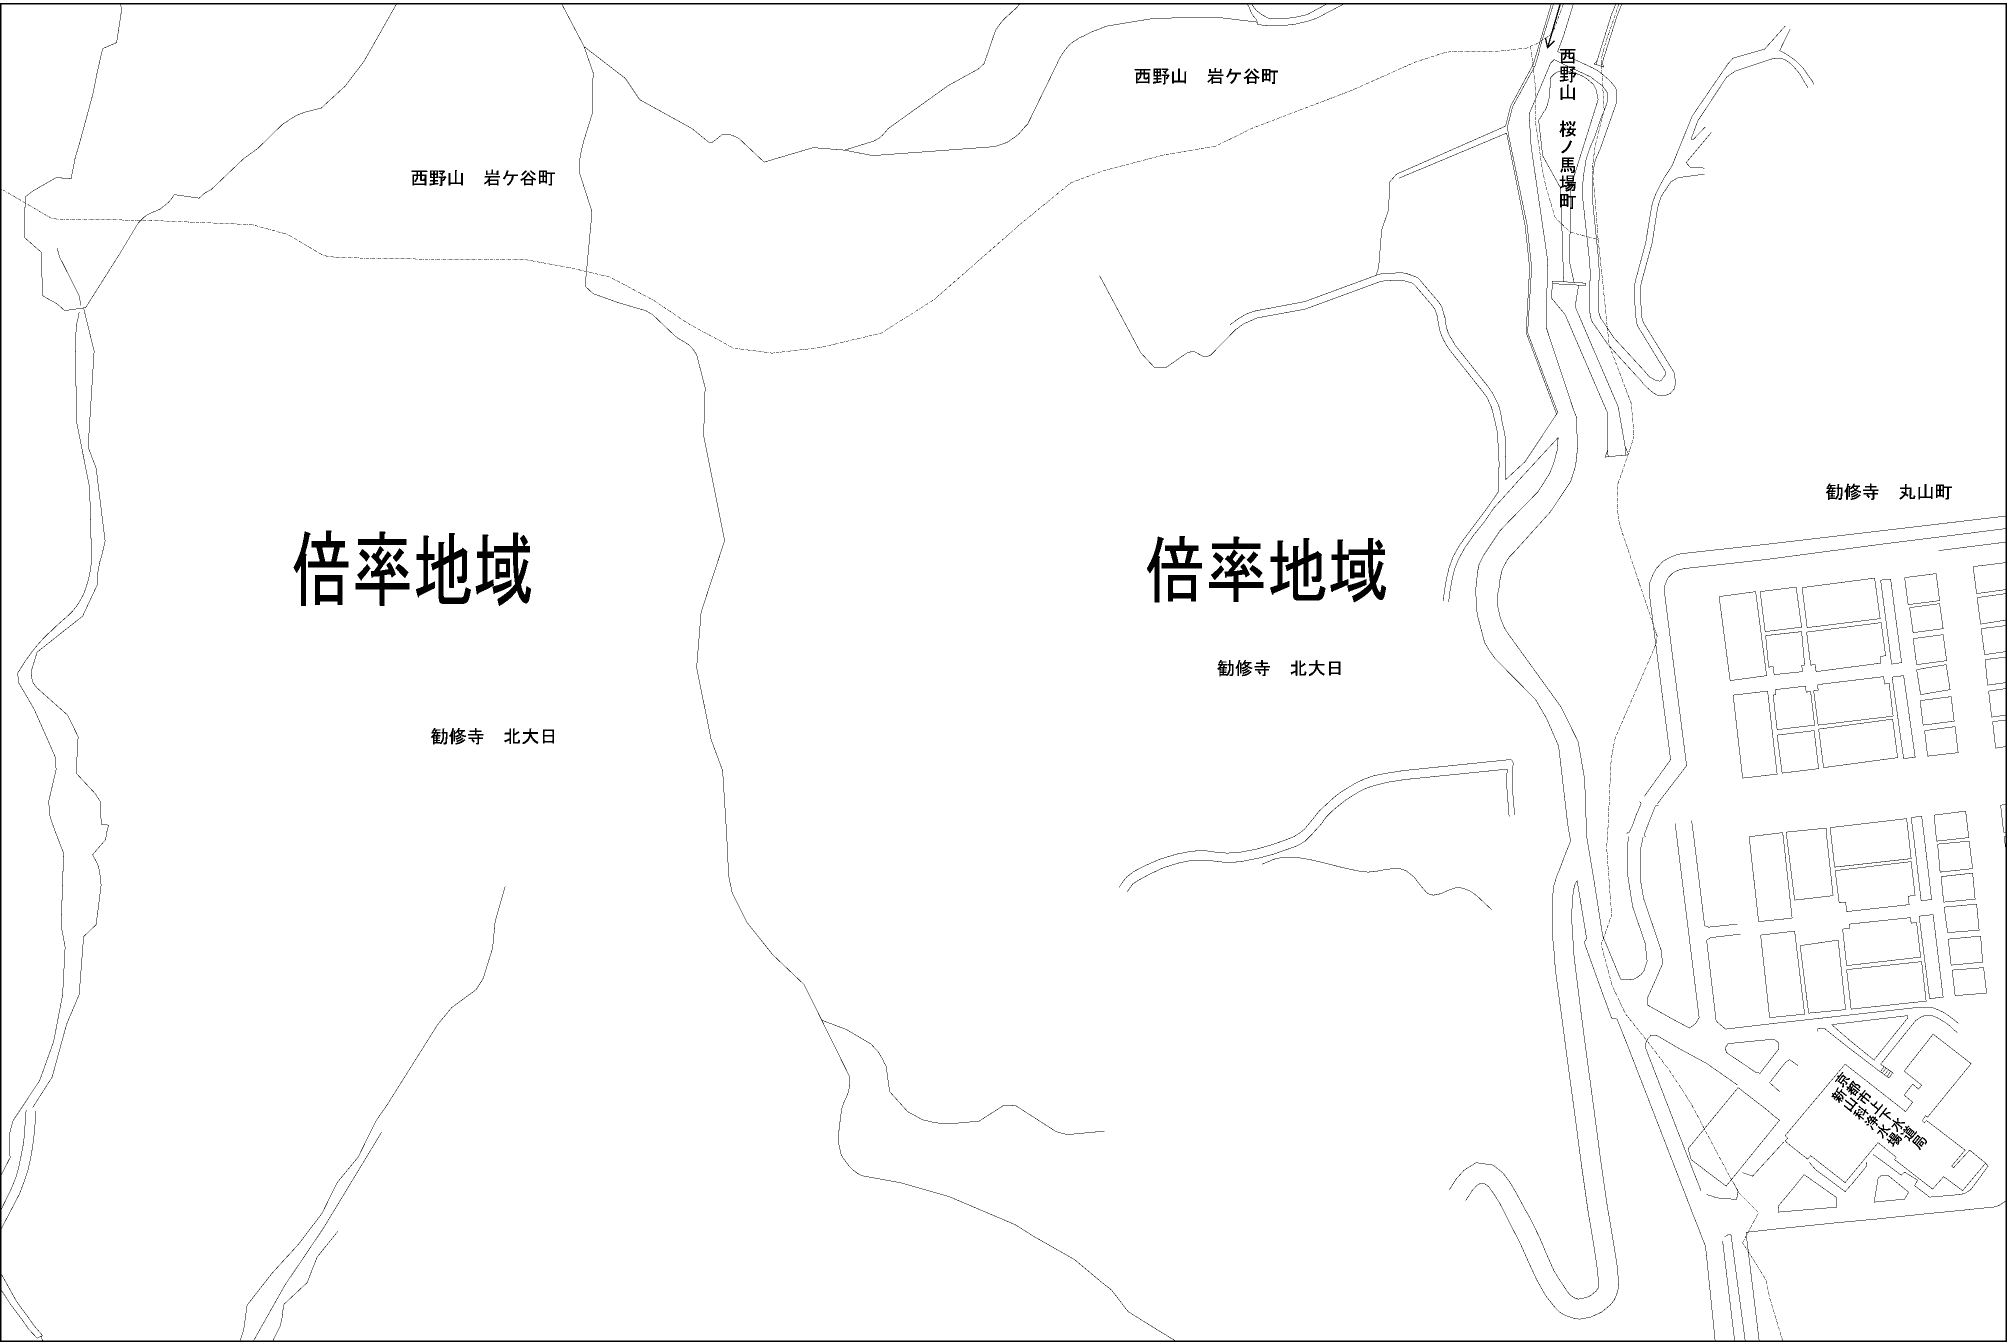 西野山　岩ケ谷町
西野山　桜ノ馬場町
西野山　岩ケ谷町
勧修寺　丸山町
倍率地域
倍率地域
勧修寺　北大日
勧修寺　北大日
京都市上下水道局
新山科浄水場